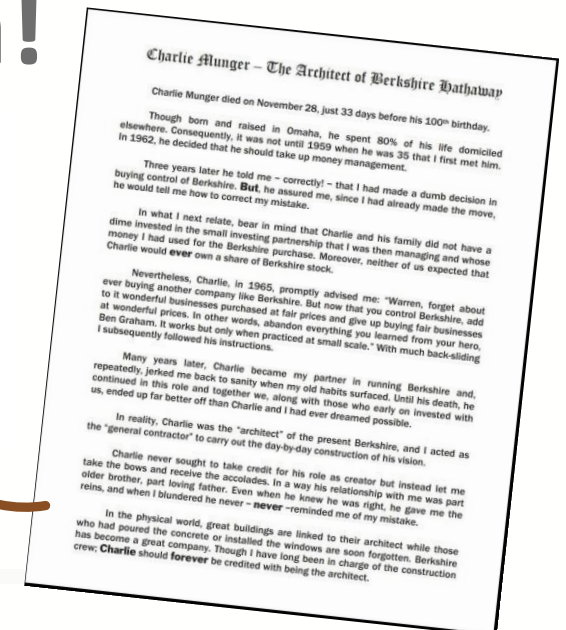 n!
Charlie Munger – The Architect of Berkshire Hathaway
Charlie Munger died on November 28, just 33 days before his 100th birthday.
Though born and raised in Omaha, he spent 80% of his life domiciled
elsewhere. Consequently, it was not until 1959 when he was 35 that I first met him.
In 1962, he decided that he should take up money management.
Three years later he told me – correctly! – that I had made a dumb decision in
buying control of Berkshire. But, he assured me, since I had already made the move,
he would tell me how to correct my mistake.
In what I next relate, bear in mind that Charlie and his family did not have a
dime invested in the small investing partnership that I was then managing and whose
money I had used for the Berkshire purchase. Moreover, neither of us expected that
Charlie would ever own a share of Berkshire stock.
Nevertheless, Charlie, in 1965, promptly advised me: “Warren, forget about
ever buying another company like Berkshire. But now that you control Berkshire, add
to it wonderful businesses purchased at fair prices and give up buying fair businesses
at wonderful prices. In other words, abandon everything you learned from your hero,
Ben Graham. It works but only when practiced at small scale.” With much back-sliding
I subsequently followed his instructions.
Many years later, Charlie became my partner in running Berkshire and,
repeatedly, jerked me back to sanity when my old habits surfaced. Until his death, he
continued in this role and together we, along with those who early on invested with
us, ended up far better off than Charlie and I had ever dreamed possible.
In reality, Charlie was the “architect” of the present Berkshire, and I acted as
the “general contractor” to carry out the day-by-day construction of his vision.
Charlie never sought to take credit for his role as creator but instead let me
take the bows and receive the accolades. In a way his relationship with me was part
older brother, part loving father. Even when he knew he was right, he gave me the
reins, and when I blundered he never – never –reminded me of my mistake.
In the physical world, great buildings are linked to their architect while those
who had poured the concrete or installed the windows are soon forgotten. Berkshire
has become a great company. Though I have long been in charge of the construction
crew; Charlie should forever be credited with being the architect.